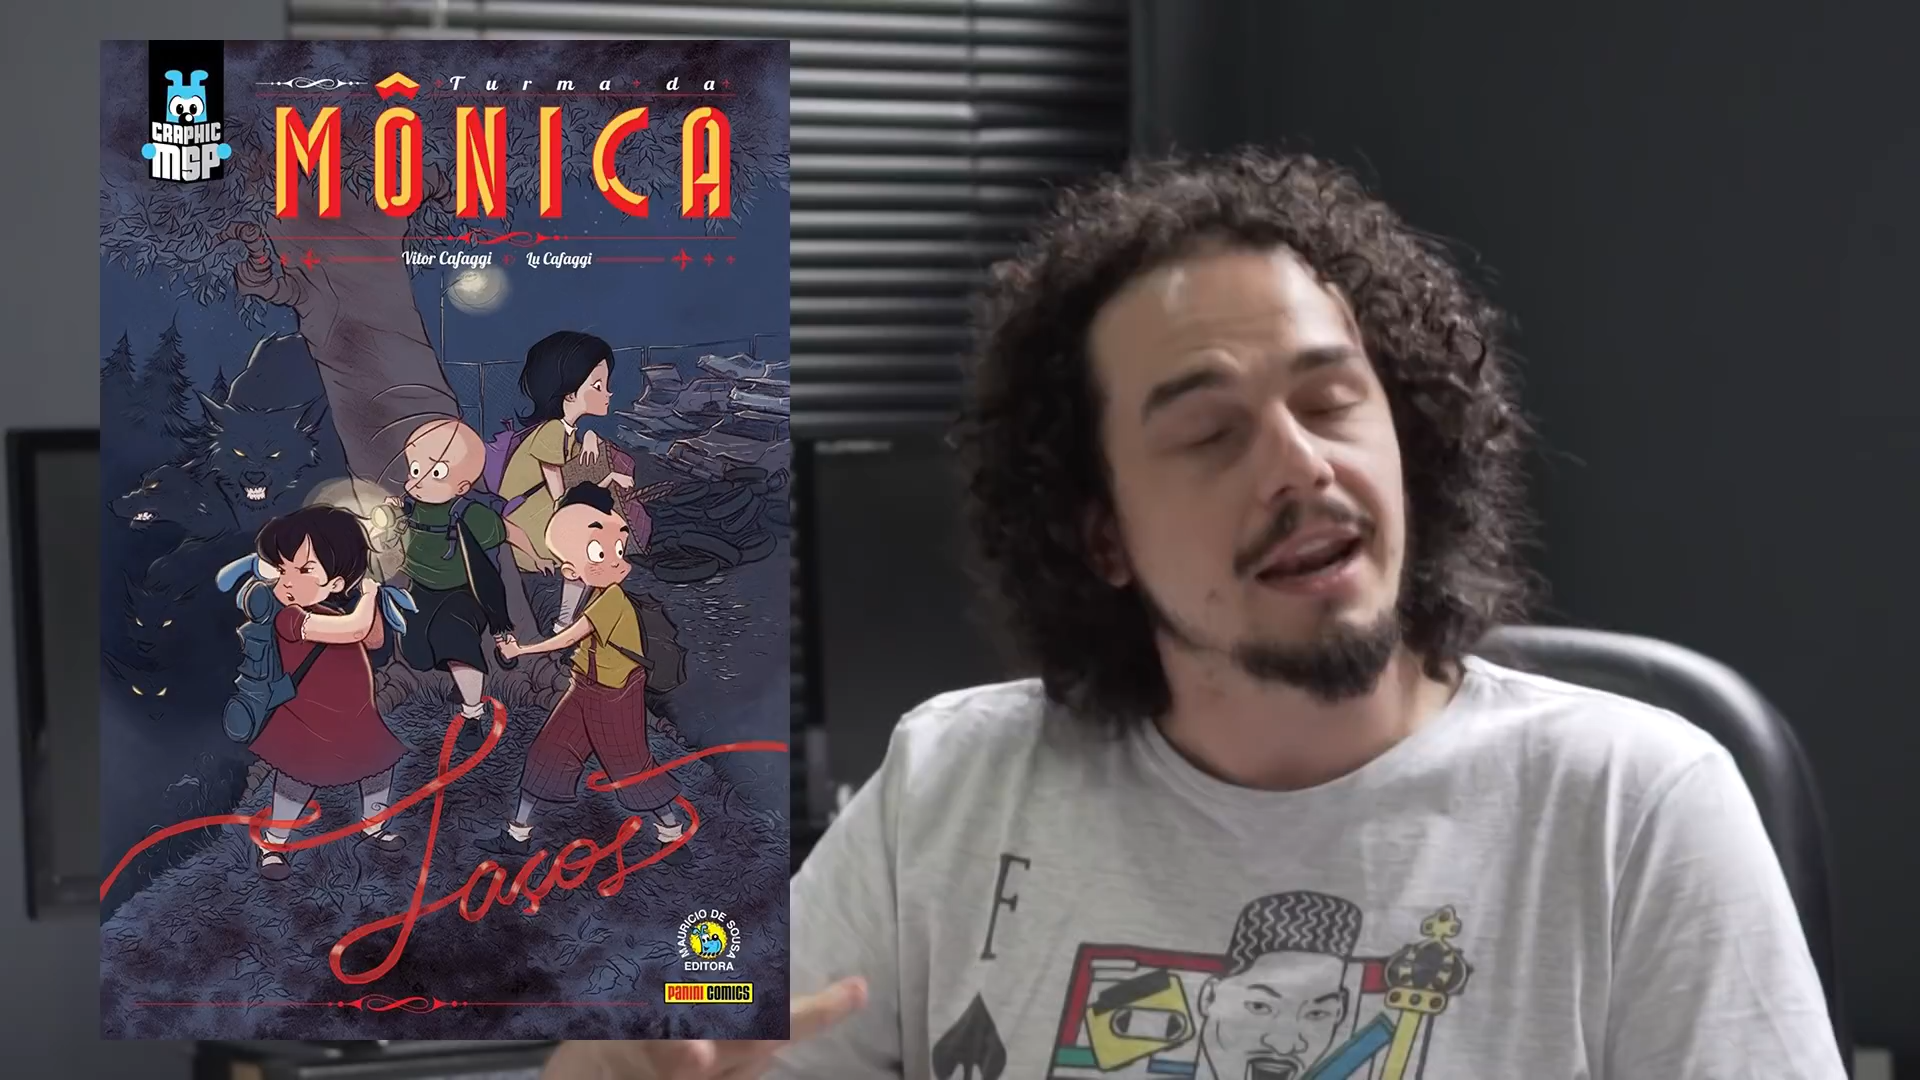 Turma da
MÔNICA
GRAPHIC
MSP
Vitor Cafaggi Lu Cafaggi
Laços
MAURICIO DE SOUSA
EDITORA
PANINI COMICS
F